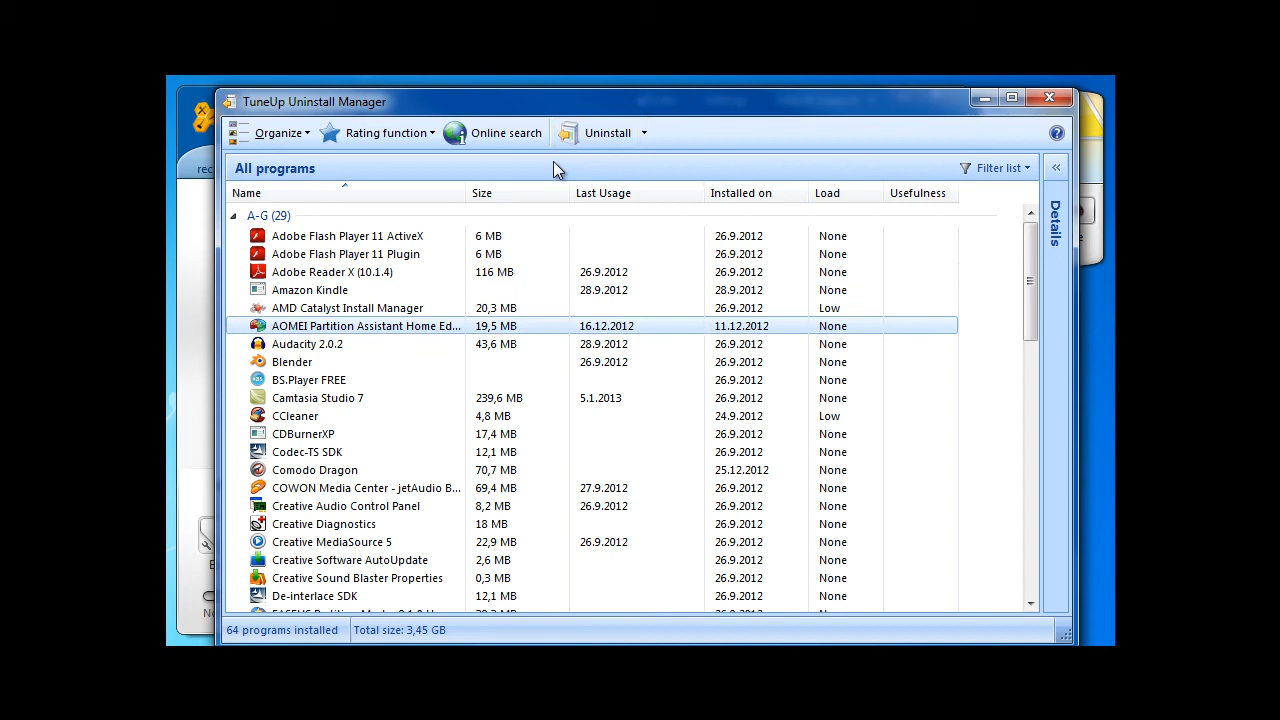 TuneUp Uninstall Manager
Organize Rating function Online search Uninstall
rec
All programs Filter list
Name Size Last Usage Installed on Load Usefulness
Details
A-G (29)
Adobe Flash Player 11 ActiveX 6 MB 26.9.2012 None
Adobe Flash Player 11 Plugin 6 MB 26.9.2012 None
Adobe Reader X (10.1.4) 116 MB 26.9.2012 26.9.2012 None
Amazon Kindle 28.9.2012 28.9.2012 None
AMD Catalyst Install Manager 20,3 MB 26.9.2012 Low
AOMEI Partition Assistant Home Ed... 19,5 MB 16.12.2012 11.12.2012 None
Audacity 2.0.2 43,6 MB 28.9.2012 26.9.2012 None
Blender 26.9.2012 26.9.2012 None
BS.Player FREE 26.9.2012 None
Camtasia Studio 7 239,6 MB 5.1.2013 26.9.2012 None
CCleaner 4,8 MB 24.9.2012 Low
CDBurnerXP 17,4 MB 26.9.2012 None
Codec-TS SDK 12,1 MB 26.9.2012 None
Comodo Dragon 70,7 MB 25.12.2012 None
COWON Media Center - jetAudio B... 69,4 MB 27.9.2012 26.9.2012 None
Creative Audio Control Panel 8,2 MB 26.9.2012 26.9.2012 None
Creative Diagnostics 18 MB 26.9.2012 None
Creative MediaSource 5 22,9 MB 26.9.2012 26.9.2012 None
Creative Software AutoUpdate 2,6 MB 26.9.2012 None
Creative Sound Blaster Properties 0,3 MB 26.9.2012 None
De-interlace SDK 12,1 MB 26.9.2012 None
64 programs installed Total size: 3,45 GB